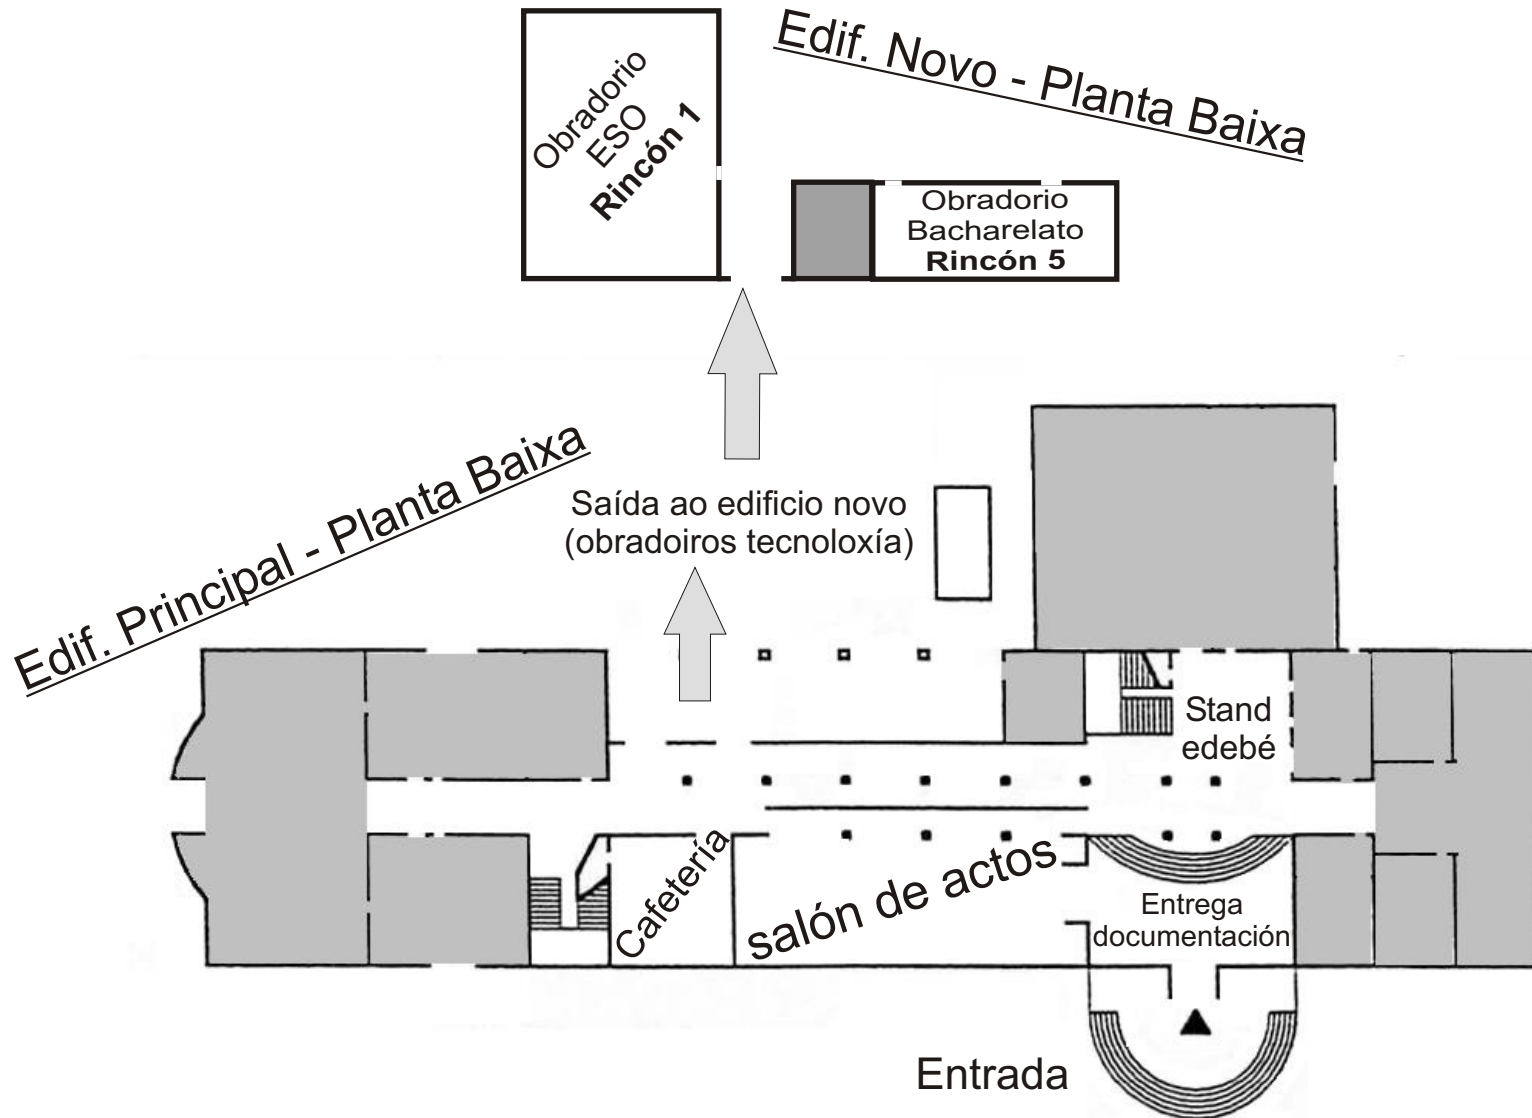 Edif. Novo - Planta Baixa
Obradorio
ESO
Rincón 1
Obradorio
Bacharelato
Rincón 5
Edif. Principal - Planta Baixa
Saída ao edificio novo
(obradoiros tecnoloxía)
Stand
edebé
Cafetería
salón de actos
Entrega
documentación
Entrada